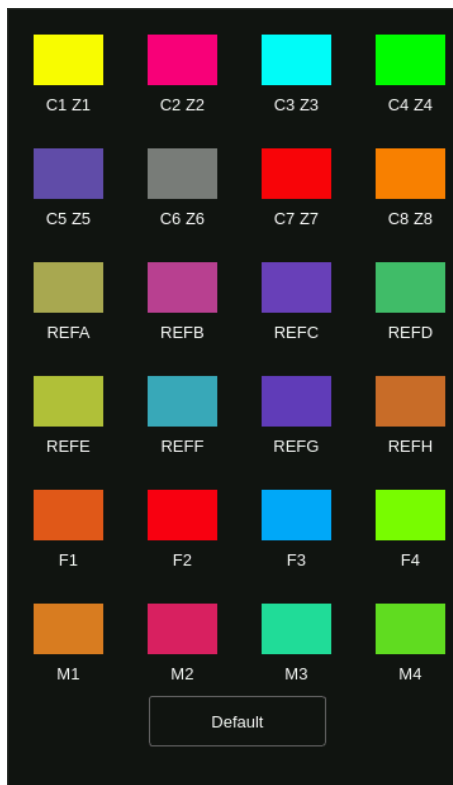 C1 Z1 C2 Z2 C3 Z3 C4 Z4
C5 Z5 C6 Z6 C7 Z7 C8 Z8
REFA REFB REFC REFD
REFE REFF REFG REFH
F1 F2 F3 F4
M1 M2 M3 M4
Default